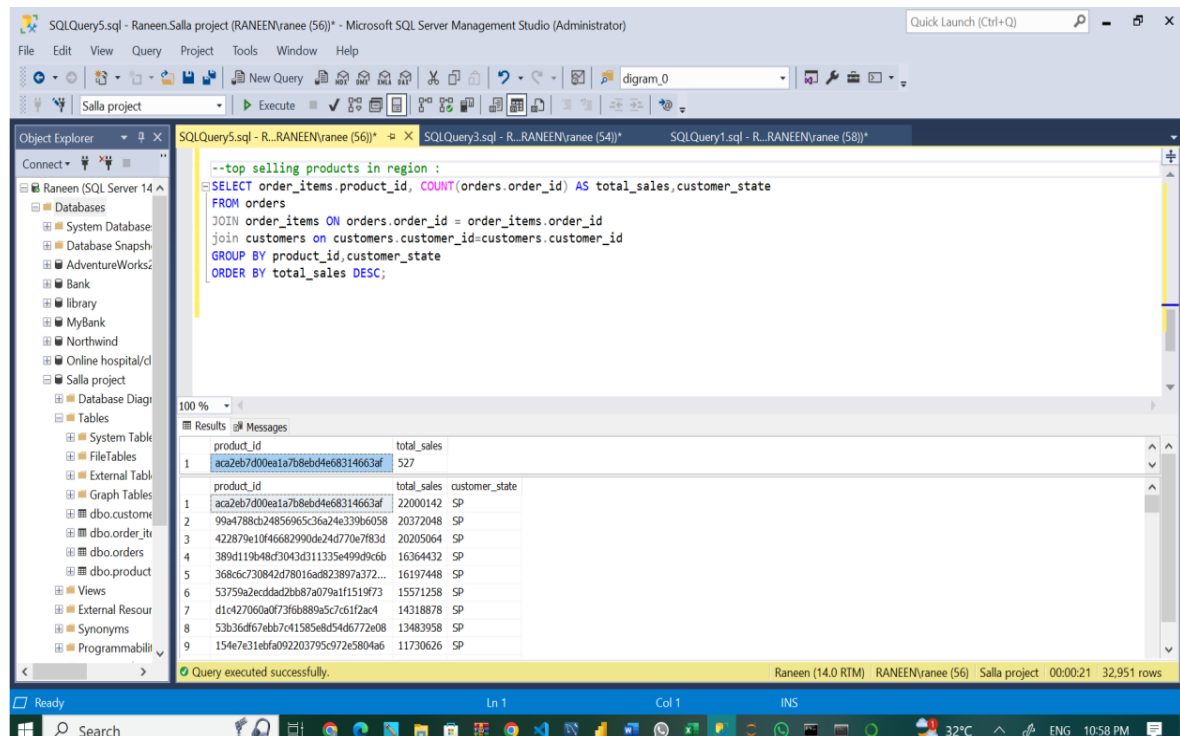 SQLQuery5.sql - Raneen.Salla project (RANEEN\ranee (56))* - Microsoft SQL Server Management Studio (Administrator)
Quick Launch (Ctrl+Q)
File Edit View Query Project Tools Window Help
New Query
digram_0
Salla project
Execute
Object Explorer
SQLQuery5.sql - R...RANEEN\ranee (56))*
SQLQuery3.sql - R...RANEEN\ranee (54))*
SQLQuery1.sql - R...RANEEN\ranee (58))*
Connect
Raneen (SQL Server 14
Databases
System Database
Database Snapsh
AdventureWorks2
Bank
library
MyBank
Northwind
Online hospital/cl
Salla project
Database Diagr
Tables
System Table
FileTables
External Tabl
Graph Tables
dbo.custome
dbo.order_ite
dbo.orders
dbo.product
Views
External Resour
Synonyms
Programmabilit
--top selling products in region :
SELECT order_items.product_id, COUNT(orders.order_id) AS total_sales,customer_state
FROM orders
JOIN order_items ON orders.order_id = order_items.order_id
join customers on customers.customer_id=customers.customer_id
GROUP BY product_id,customer_state
ORDER BY total_sales DESC;
100 %
Results Messages
product_id total_sales
1 aca2eb7d00ea1a7b8ebd4e68314663af 527
product_id total_sales customer_state
1 aca2eb7d00ea1a7b8ebd4e68314663af 22000142 SP
2 99a4788cb24856965c36a24e339b6058 20372048 SP
3 422879e10f46682990de24d770e7f83d 20205064 SP
4 389d119b48cf3043d311335e499d9c6b 16364432 SP
5 368c6c730842d78016ad823897a372... 16197448 SP
6 53759a2ecddad2bb87a079a1f1519f73 15571258 SP
7 d1c427060a0f73f6b889a5c7c61f2ac4 14318878 SP
8 53b36df67ebb7c41585e8d54d6772e08 13483958 SP
9 154e7e31ebfa092203795c972e5804a6 11730626 SP
Query executed successfully.
Raneen (14.0 RTM) RANEEN\ranee (56) Salla project 00:00:21 32,951 rows
Ready Ln 1 Col 1 INS
Search
32°C ENG 10:58 PM